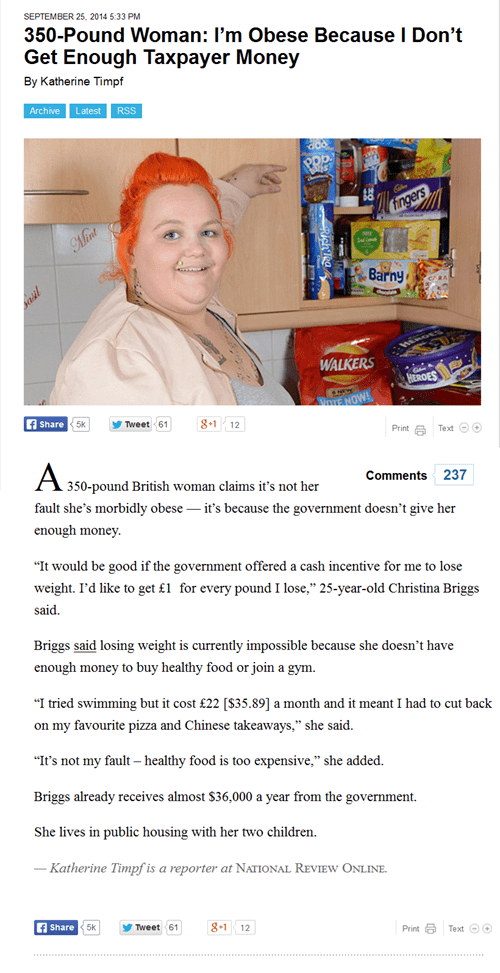 SEPTEMBER 25, 2014 5:33 PM
350-Pound Woman: I’m Obese Because I Don’t
Get Enough Taxpayer Money
By Katherine Timpf
Archive Latest RSS
Mint
fingers
Barny
WALKERS
VOTE NOW!
HEROES
Share 5k Tweet 61 +1 12 Print Text
Comments 237
A 350-pound British woman claims it’s not her
fault she’s morbidly obese — it’s because the government doesn’t give her
enough money.
“It would be good if the government offered a cash incentive for me to lose
weight. I’d like to get £1 for every pound I lose,” 25-year-old Christina Briggs
said.
Briggs said losing weight is currently impossible because she doesn’t have
enough money to buy healthy food or join a gym.
“I tried swimming but it cost £22 [$35.89] a month and it meant I had to cut back
on my favourite pizza and Chinese takeaways,” she said.
“It’s not my fault – healthy food is too expensive,” she added.
Briggs already receives almost $36,000 a year from the government.
She lives in public housing with her two children.
— Katherine Timpf is a reporter at NATIONAL REVIEW ONLINE.
Share 5k Tweet 61 +1 12 Print Text